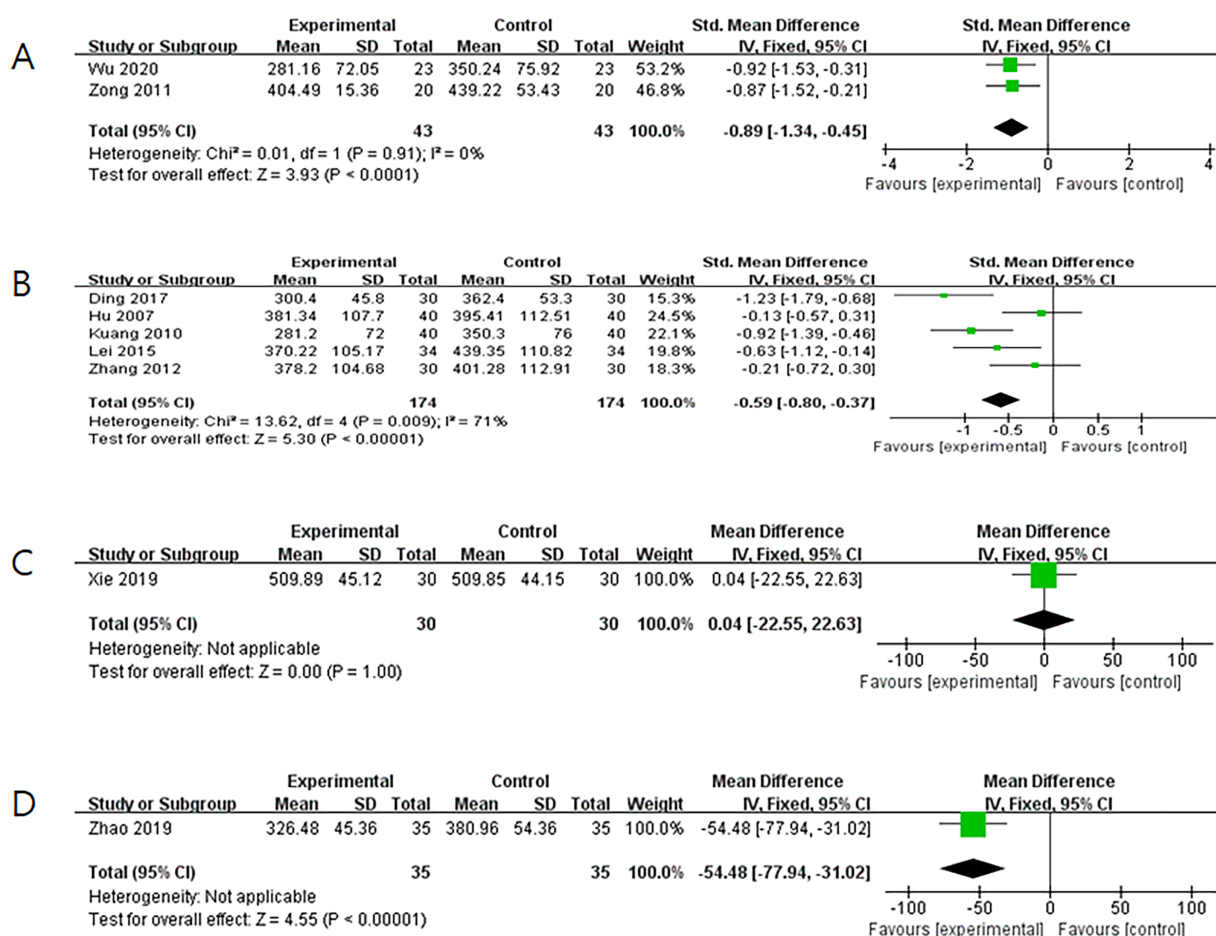 A
Experimental Control Std. Mean Difference Std. Mean Difference
Study or Subgroup Mean SD Total Mean SD Total Weight IV, Fixed, 95% CI IV, Fixed, 95% CI
Wu 2020 281.16 72.05 23 350.24 75.92 23 53.2% -0.92 [-1.53, -0.31]
Zong 2011 404.49 15.36 20 439.22 53.43 20 46.8% -0.87 [-1.52, -0.21]
Total (95% CI) 43 43 100.0% -0.89 [-1.34, -0.45]
Heterogeneity: Chi² = 0.01, df = 1 (P = 0.91); I² = 0%
Test for overall effect: Z = 3.93 (P < 0.0001)
-4 -2 0 2 4
Favours [experimental] Favours [control]
B
Experimental Control Std. Mean Difference Std. Mean Difference
Study or Subgroup Mean SD Total Mean SD Total Weight IV, Fixed, 95% CI IV, Fixed, 95% CI
Ding 2017 300.4 45.8 30 362.4 53.3 30 15.3% -1.23 [-1.79, -0.68]
Hu 2007 381.34 107.7 40 395.41 112.51 40 24.5% -0.13 [-0.57, 0.31]
Kuang 2010 281.2 72 40 350.3 76 40 22.1% -0.92 [-1.39, -0.46]
Lei 2015 370.22 105.17 34 439.35 110.82 34 19.8% -0.63 [-1.12, -0.14]
Zhang 2012 378.2 104.68 30 401.28 112.91 30 18.3% -0.21 [-0.72, 0.30]
Total (95% CI) 174 174 100.0% -0.59 [-0.80, -0.37]
Heterogeneity: Chi² = 13.62, df = 4 (P = 0.009); I² = 71%
Test for overall effect: Z = 5.30 (P < 0.00001)
-1 -0.5 0 0.5 1
Favours [experimental] Favours [control]
C
Experimental Control Mean Difference Mean Difference
Study or Subgroup Mean SD Total Mean SD Total Weight IV, Fixed, 95% CI IV, Fixed, 95% CI
Xie 2019 509.89 45.12 30 509.85 44.15 30 100.0% 0.04 [-22.55, 22.63]
Total (95% CI) 30 30 100.0% 0.04 [-22.55, 22.63]
Heterogeneity: Not applicable
Test for overall effect: Z = 0.00 (P = 1.00)
-100 -50 0 50 100
Favours [experimental] Favours [control]
D
Experimental Control Mean Difference Mean Difference
Study or Subgroup Mean SD Total Mean SD Total Weight IV, Fixed, 95% CI IV, Fixed, 95% CI
Zhao 2019 326.48 45.36 35 380.96 54.36 35 100.0% -54.48 [-77.94, -31.02]
Total (95% CI) 35 35 100.0% -54.48 [-77.94, -31.02]
Heterogeneity: Not applicable
Test for overall effect: Z = 4.55 (P < 0.00001)
-100 -50 0 50 100
Favours [experimental] Favours [control]